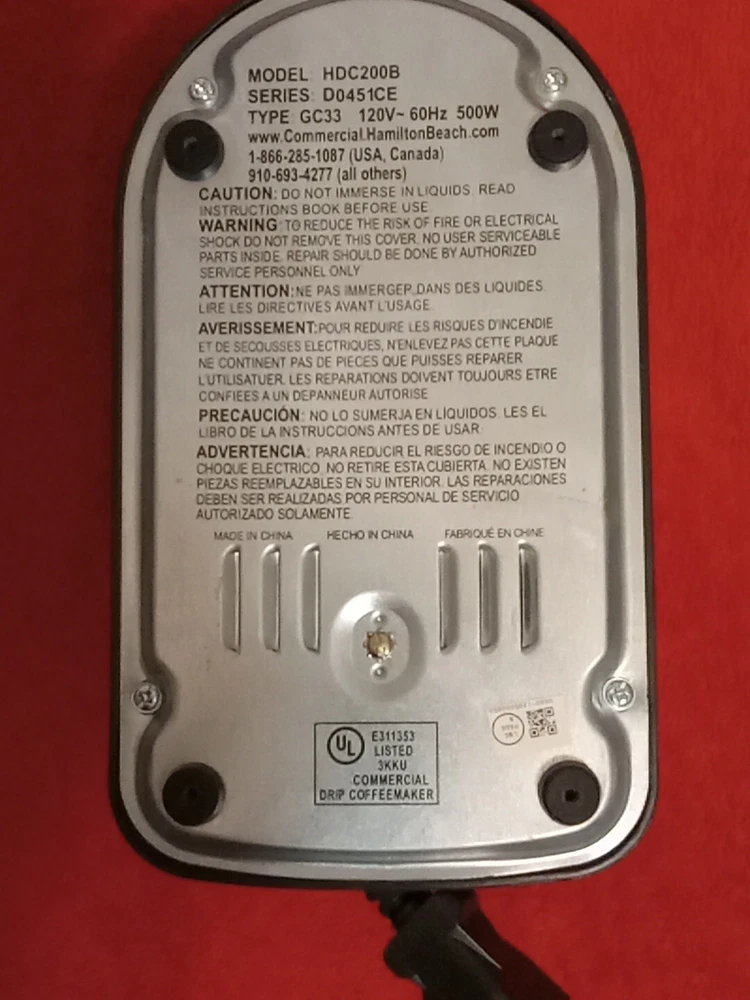 MODEL: HDC200B
SERIES: D0451CE
TYPE GC33 120V~ 60Hz 500W
www.Commercial.HamiltonBeach.com
1-866-285-1087 (USA, Canada)
910-693-4277 (all others)
CAUTION: DO NOT IMMERSE IN LIQUIDS. READ
INSTRUCTIONS BOOK BEFORE USE
WARNING: TO REDUCE THE RISK OF FIRE OR ELECTRICAL
SHOCK DO NOT REMOVE THIS COVER. NO USER SERVICEABLE
PARTS INSIDE. REPAIR SHOULD BE DONE BY AUTHORIZED
SERVICE PERSONNEL ONLY
ATTENTION:NE PAS IMMERGEP.DANS DES LIQUIDES.
LIRE LES DIRECTIVES AVANT L'USAGE.
AVERISSEMENT:POUR REDUIRE LES RISQUES D'INCENDIE
ET DE SECOUSSES ELECTRIQUES, N'ENLEVEZ PAS CETTE PLAQUE
NE CONTINENT PAS DE PIECES QUE PUISSES REPARER
L'UTILISATUER. LES REPARATIONS DOIVENT TOUJOURS ETRE
CONFIEES A UN DEPANNEUR AUTORISE
PRECAUCIÓN: NO LO SUMERJA EN LÍQUIDOS. LES EL
LIBRO DE LA INSTRUCCIONS ANTES DE USAR.
ADVERTENCIA: PARA REDUCIR EL RIESGO DE INCENDIO O
CHOQUE ELECTRICO. NO RETIRE ESTA CUBIERTA. NO EXISTEN
PIEZAS REEMPLAZABLES EN SU INTERIOR. LAS REPARACIONES
DEBEN SER REALIZADAS POR PERSONAL DE SERVICIO
AUTORIZADO SOLAMENTE.
MADE IN CHINA HECHO IN CHINA FABRIQUÉ EN CHINE
UL E311353
LISTED
3KKU
COMMERCIAL
DRIP COFFEEMAKER